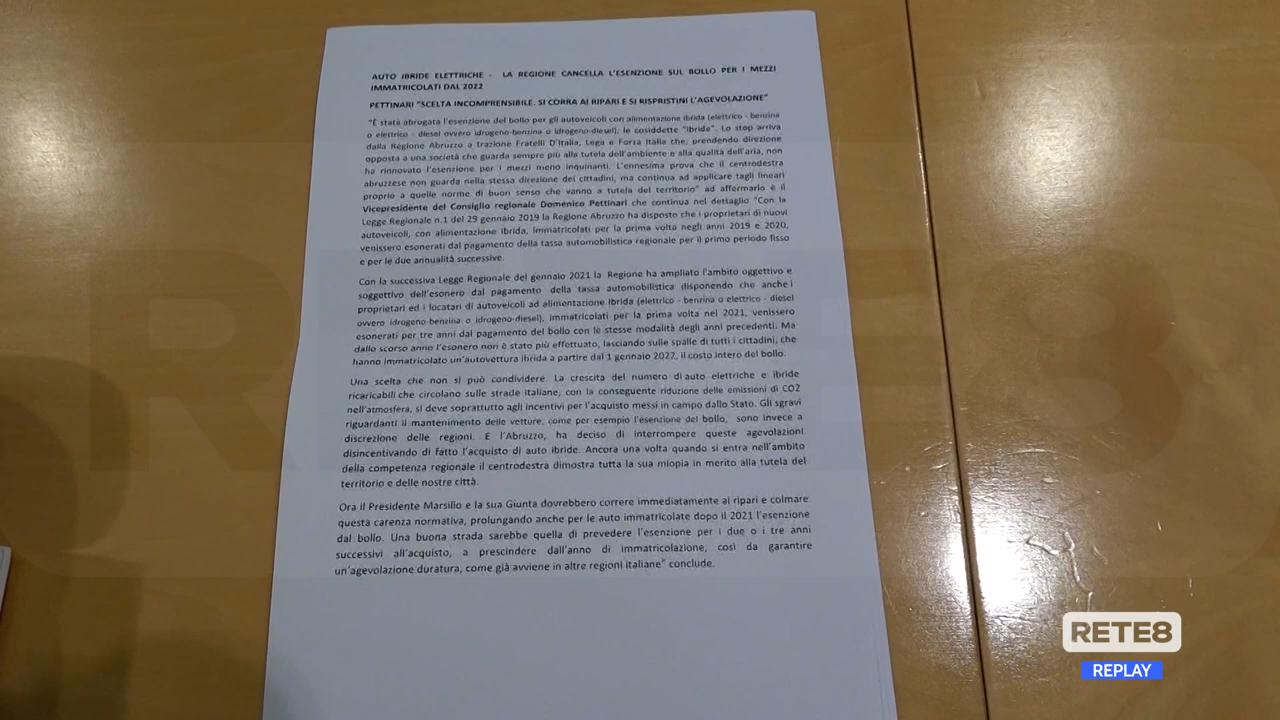 AUTO IBRIDE ELETTRICHE - LA REGIONE CANCELLA L'ESENZIONE SUL BOLLO PER I MEZZI
IMMATRICOLATI DAL 2022
PETTINARI "SCELTA INCOMPRENSIBILE. SI CORRA AI RIPARI E SI RISPRISTINI L'AGEVOLAZIONE"
"È stata abrogata l'esenzione del bollo per gli autoveicoli con alimentazione ibrida (elettrico - benzina
o elettrico - diesel ovvero idrogeno-benzina o idrogeno-diesel), le cosiddette "ibride". Lo stop arriva
dalla Regione Abruzzo a trazione Fratelli D'Italia, Lega e Forza Italia che, prendendo direzione
opposta a una società che guarda sempre più alla tutela dell'ambiente e alla qualità dell'aria, non
ha rinnovato l'esenzione per i mezzi meno inquinanti. L'ennesima prova che il centrodestra
abruzzese non guarda nella stessa direzione dei cittadini, ma continua ad applicare tagli lineari
proprio a quelle norme di buon senso che vanno a tutela del territorio" ad affermarlo è il
Vicepresidente del Consiglio regionale Domenico Pettinari che continua nel dettaglio "Con la
Legge Regionale n.1 del 29 gennaio 2019 la Regione Abruzzo ha disposto che i proprietari di nuovi
autoveicoli, con alimentazione ibrida, immatricolati per la prima volta negli anni 2019 e 2020,
venissero esonerati dal pagamento della tassa automobilistica regionale per il primo periodo fisso
e per le due annualità successive.
Con la successiva Legge Regionale del gennaio 2021 la Regione ha ampliato l'ambito oggettivo e
soggettivo dell'esonero dal pagamento della tassa automobilistica disponendo che anche i
proprietari ed i locatari di autoveicoli ad alimentazione ibrida (elettrico - benzina o elettrico - diesel
ovvero idrogeno-benzina o idrogeno-diesel), immatricolati per la prima volta nel 2021, venissero
esonerati per tre anni dal pagamento del bollo con le stesse modalità degli anni precedenti. Ma
dallo scorso anno l'esonero non è stato più effettuato, lasciando sulle spalle di tutti i cittadini, che
hanno immatricolato un'autovettura ibrida a partire dal 1 gennaio 2022, il costo intero del bollo.
Una scelta che non si può condividere. La crescita del numero di auto elettriche e ibride
ricaricabili che circolano sulle strade italiane, con la conseguente riduzione delle emissioni di CO2
nell'atmosfera, si deve soprattutto agli incentivi per l'acquisto messi in campo dallo Stato. Gli sgravi
riguardanti il mantenimento delle vetture, come per esempio l'esenzione del bollo, sono invece a
discrezione delle regioni. E l'Abruzzo, ha deciso di interrompere queste agevolazioni
disincentivando di fatto l'acquisto di auto ibride. Ancora una volta quando si entra nell'ambito
della competenza regionale il centrodestra dimostra tutta la sua miopia in merito alla tutela del
territorio e delle nostre città.
Ora il Presidente Marsilio e la sua Giunta dovrebbero correre immediatamente ai ripari e colmare
questa carenza normativa, prolungando anche per le auto immatricolate dopo il 2021 l'esenzione
dal bollo. Una buona strada sarebbe quella di prevedere l'esenzione per i due o i tre anni
successivi all'acquisto, a prescindere dall'anno di immatricolazione, così da garantire
un'agevolazione duratura, come già avviene in altre regioni italiane" conclude.
RETE8
RETE8
REPLAY